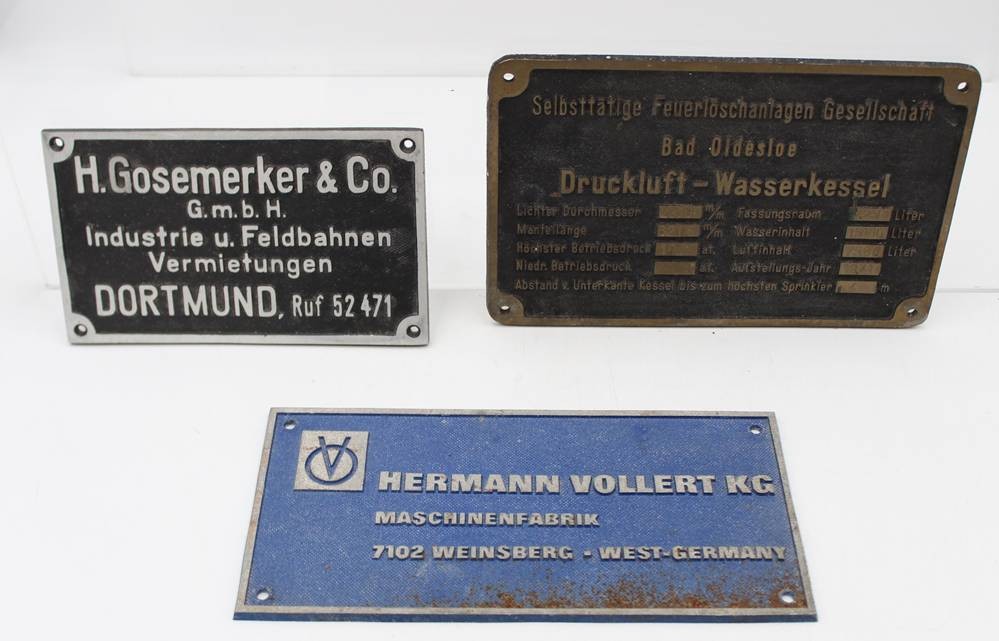 H. Gosemerker & Co.
G.m.b.H.
Industrie u. Feldbahnen
Vermietungen
DORTMUND, Ruf 52 471
Selbsttätige Feuerlöschanlagen Gesellschaft
Bad Oldesloe
Druckluft-Wasserkessel
Lichter Durchmesser m/m Fassungsraum Liter
Mantellänge m/m Wasserinhalt Liter
Höchster Betriebsdruck at. Luftinhalt Liter
Niedr. Betriebsdruck at. Aufstellungs-Jahr
Abstand v. Unterkante Kessel bis zum höchsten Sprinkler m
HERMANN VOLLERT KG
MASCHINENFABRIK
7102 WEINSBERG - WEST-GERMANY